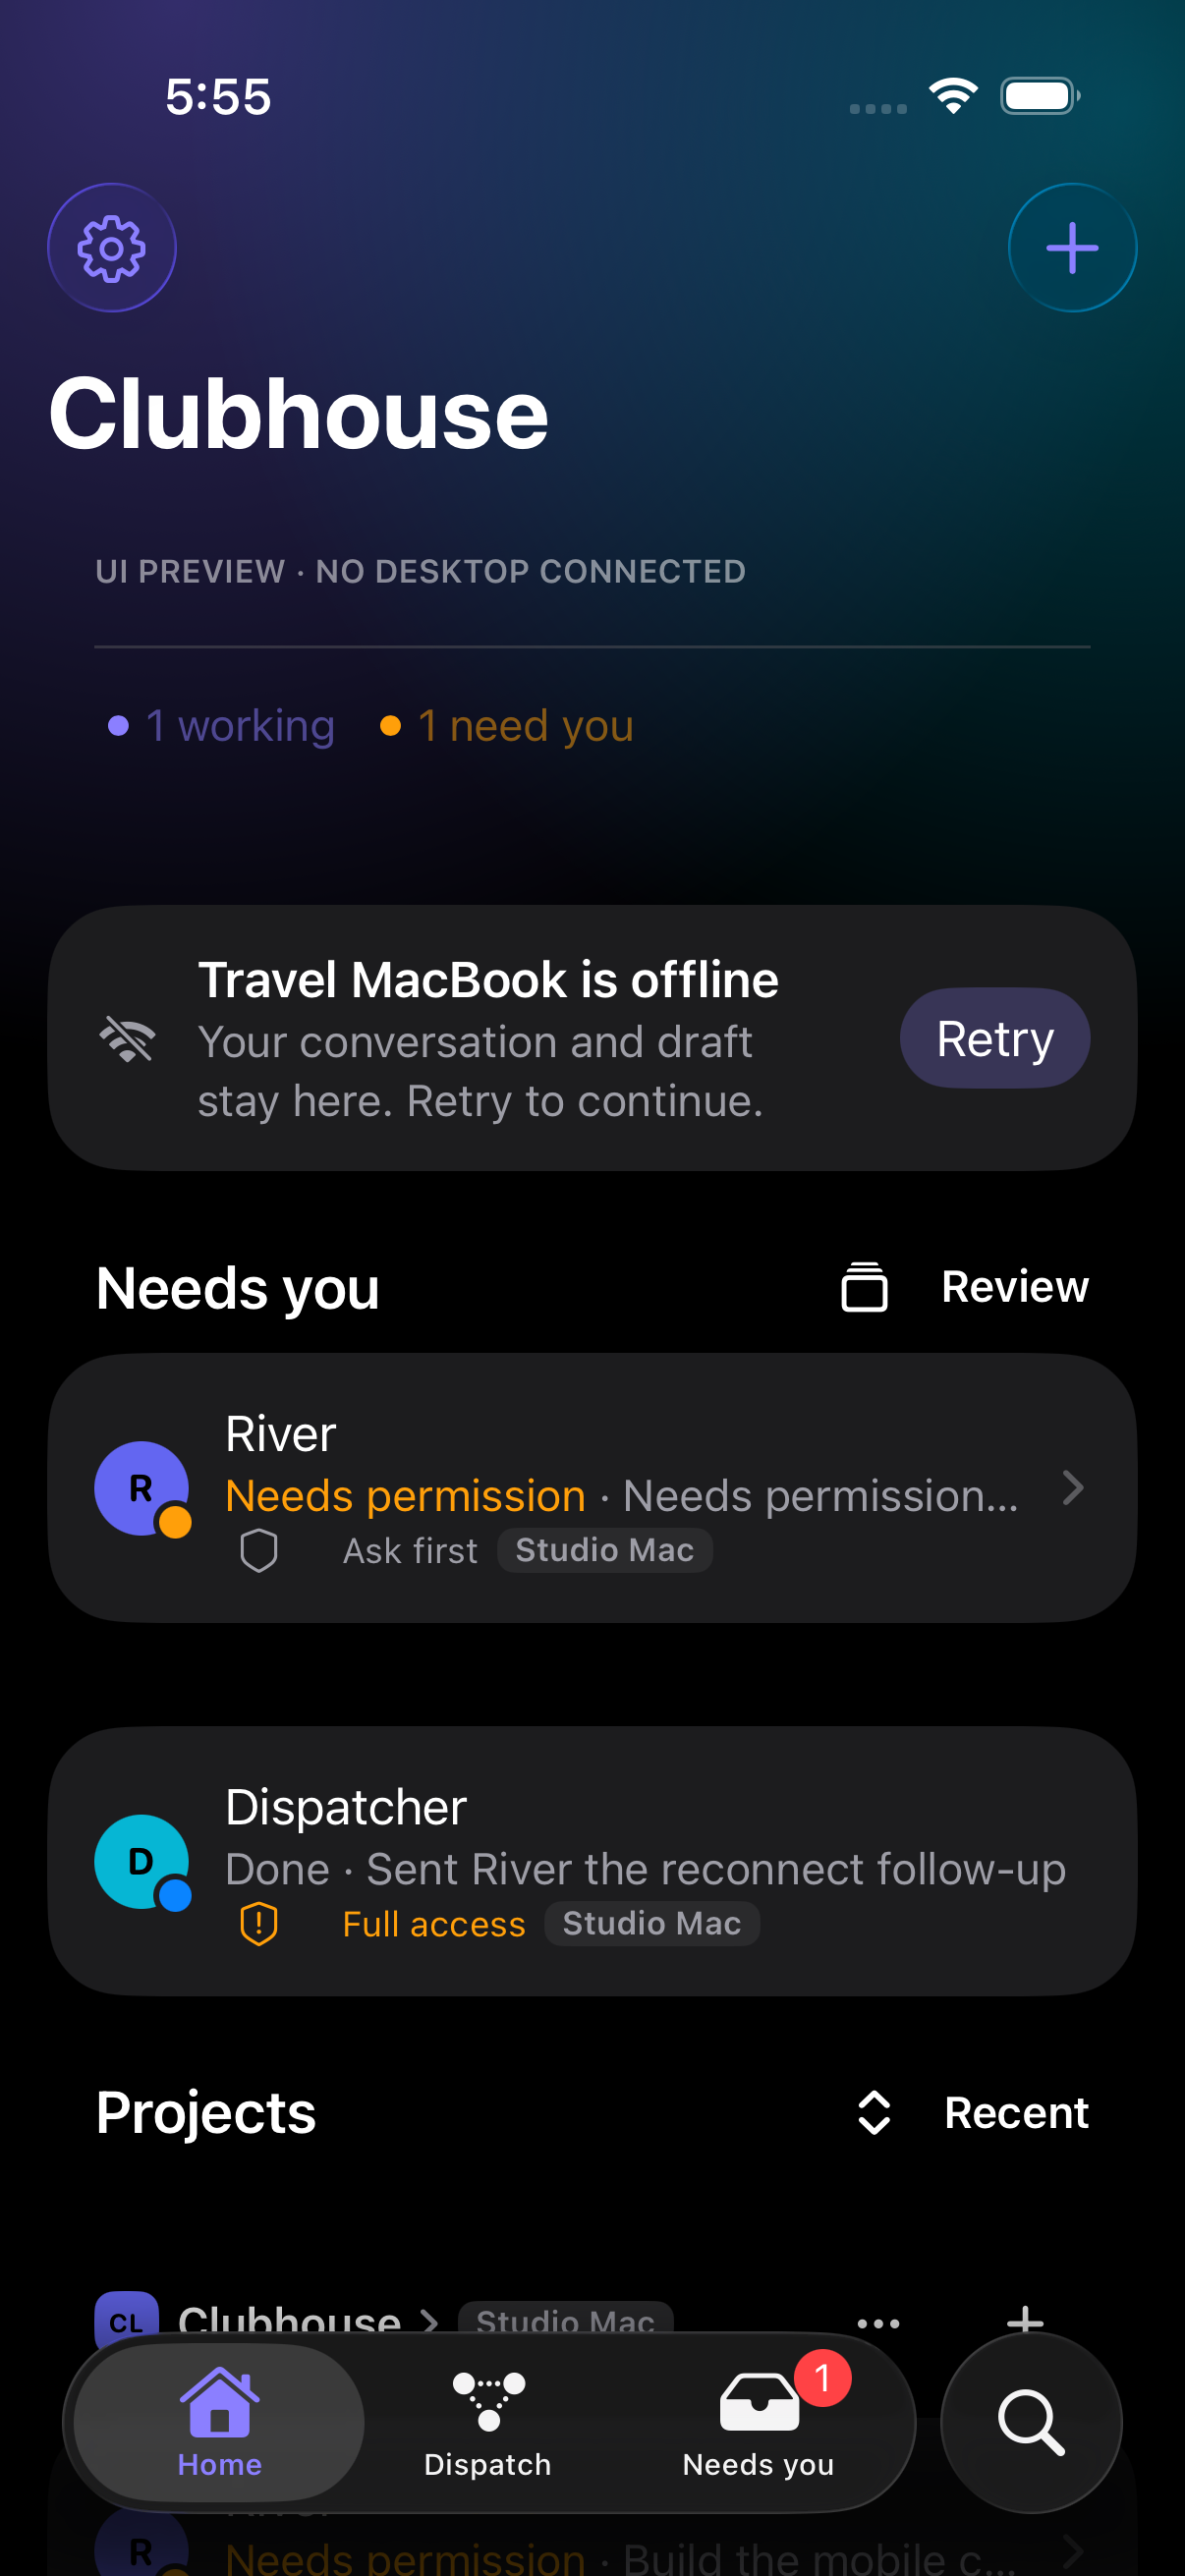 5:55
Clubhouse
UI PREVIEW · NO DESKTOP CONNECTED
1 working
1 need you
Travel MacBook is offline
Your conversation and draft
stay here. Retry to continue.
Retry
Needs you
Review
R
River
Needs permission · Needs permission...
Ask first
Studio Mac
D
Dispatcher
Done · Sent River the reconnect follow-up
Full access
Studio Mac
Projects
Recent
CL
Clubhouse
Studio Mac
1
Home
Dispatch
Needs you
River
R
Needs permission · Build the mobile c...